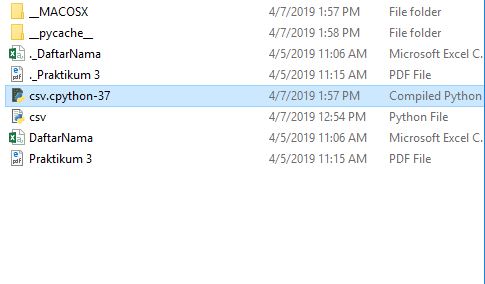 __MACOSX 4/7/2019 1:57 PM File folder
__pycache__ 4/7/2019 1:58 PM File folder
._DaftarNama 4/5/2019 11:06 AM Microsoft Excel C...
._Praktikum 3 4/5/2019 11:15 AM PDF File
csv.cpython-37 4/7/2019 1:57 PM Compiled Python
csv 4/7/2019 12:54 PM Python File
DaftarNama 4/5/2019 11:06 AM Microsoft Excel C...
Praktikum 3 4/5/2019 11:15 AM PDF File